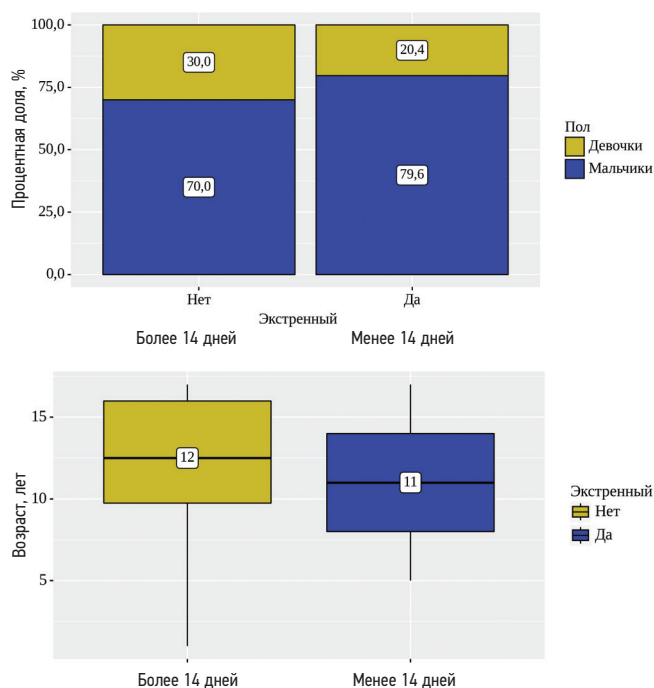 Процентная доля, %
100,0
75,0
50,0
25,0
0,0
30,0
70,0
20,4
79,6
Нет
Да
Экстренный
Более 14 дней
Менее 14 дней
Пол
Девочки
Мальчики
Возраст, лет
15
10
5
12
11
Более 14 дней
Менее 14 дней
Экстренный
Нет
Да